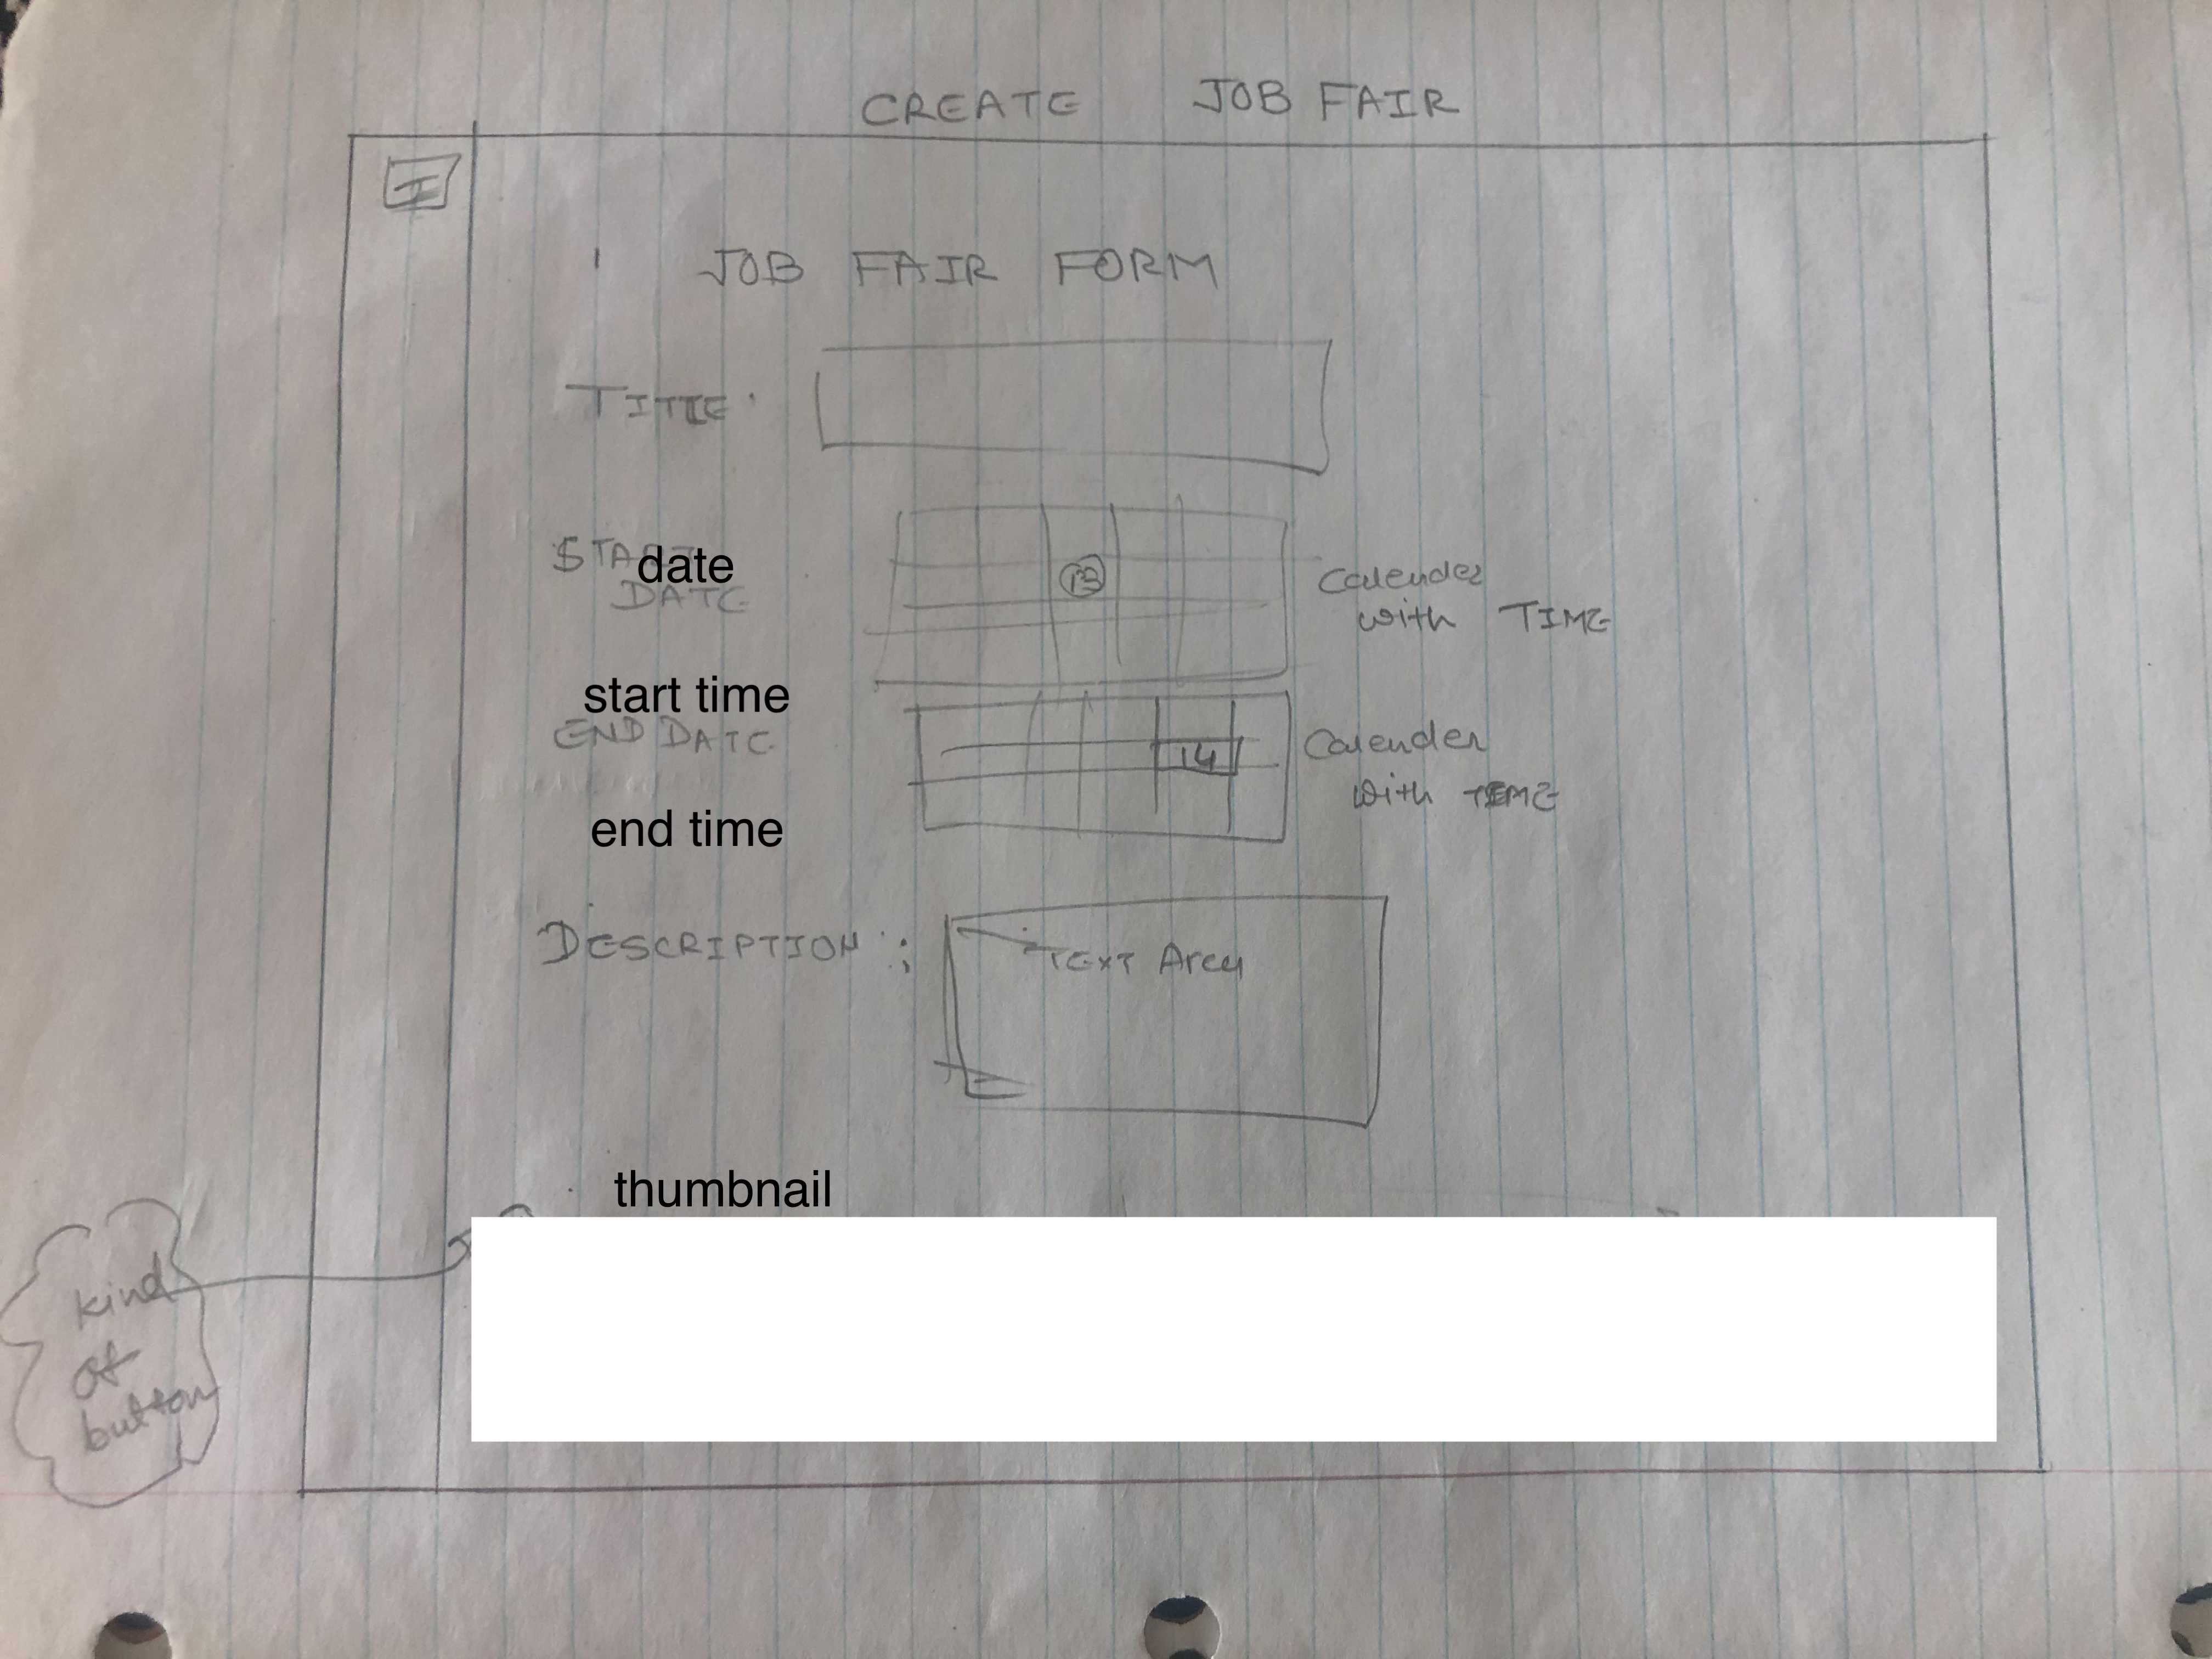 CREATE JOB FAIR
I
JOB FAIR FORM
TITLE:
START
date
DATE
13
Calender
with TIME
start time
END DATE
14
Calender
with TIME
end time
DESCRIPTION :
TEXT Area
thumbnail
kind
of
button